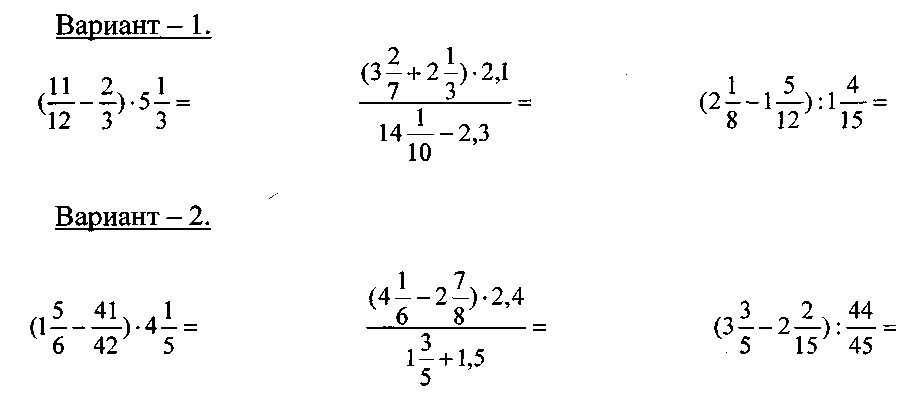 Вариант – 1.
(11/12 − 2/3) · 5 1/3 =
((3 2/7 + 2 1/3) · 2,1) / (14 1/10 − 2,3) =
(2 1/8 − 1 5/12) : 1 4/15 =
Вариант – 2.
(1 5/6 − 41/42) · 4 1/5 =
((4 1/6 − 2 7/8) · 2,4) / (1 3/5 + 1,5) =
(3 3/5 − 2 2/15) : 44/45 =